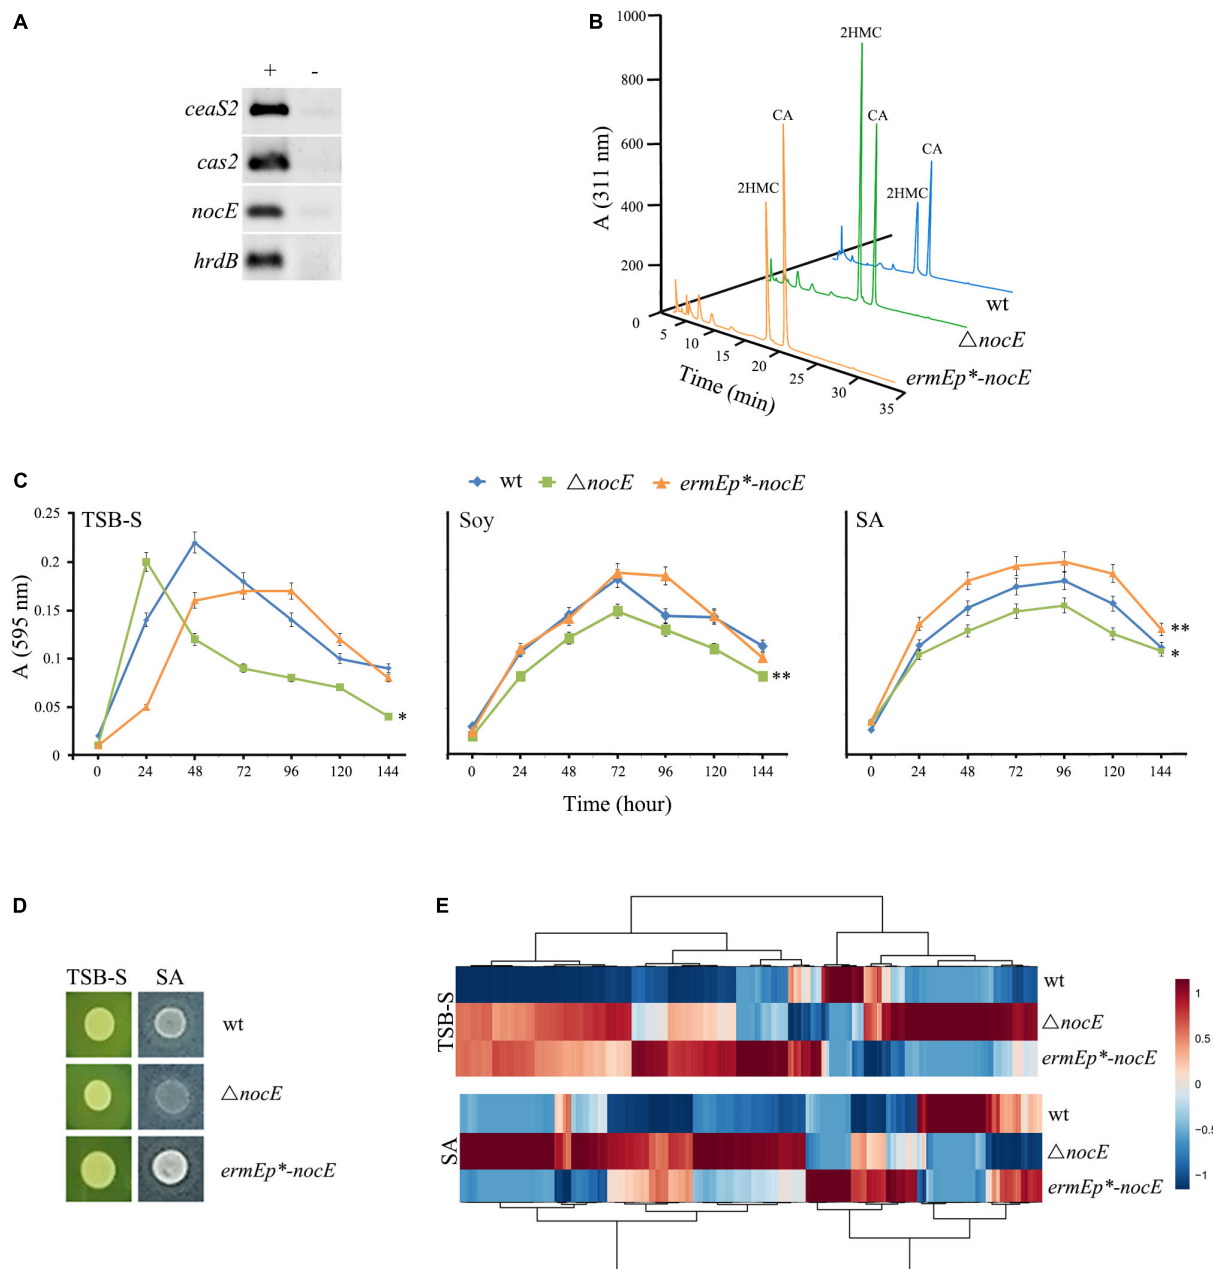 A
+ -
ceaS2
cas2
nocE
hrdB
B
1000
800
600
400
200
0
A (311 nm)
2HMC
CA
2HMC
CA
2HMC
CA
wt
△nocE
ermEp*-nocE
5
10
15
20
25
30
35
Time (min)
C
wt △nocE ermEp*-nocE
TSB-S
Soy
SA
0.25
0.2
0.15
0.1
0.05
0
A (595 nm)
*
**
**
*
0 24 48 72 96 120 144
0 24 48 72 96 120 144
0 24 48 72 96 120 144
Time (hour)
D
TSB-S SA
wt
△nocE
ermEp*-nocE
E
TSB-S
wt
△nocE
ermEp*-nocE
SA
wt
△nocE
ermEp*-nocE
1
0.5
0
−0.5
−1